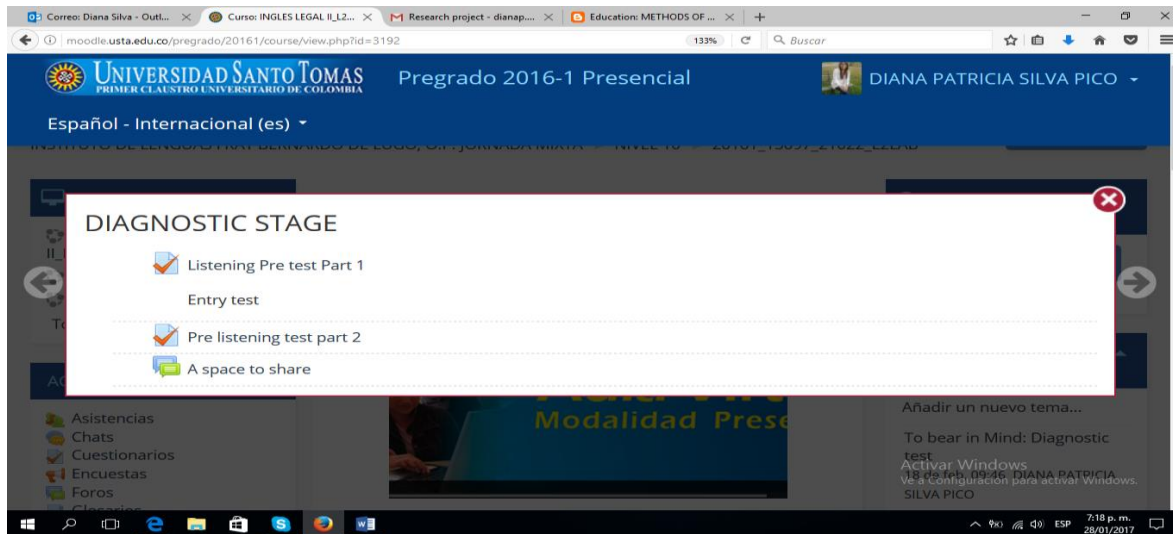 Correo: Diana Silva - Outl...
Curso: INGLES LEGAL II_L2...
Research project - dianap....
Education: METHODS OF ...
moodle.usta.edu.co/pregrado/20161/course/view.php?id=3192
133%
Buscar
UNIVERSIDAD SANTO TOMAS
PRIMER CLAUSTRO UNIVERSITARIO DE COLOMBIA
Pregrado 2016-1 Presencial
DIANA PATRICIA SILVA PICO
Español - Internacional (es)
DIAGNOSTIC STAGE
Listening Pre test Part 1
Entry test
Pre listening test part 2
A space to share
Asistencias
Chats
Cuestionarios
Encuestas
Foros
Glosarios
Modalidad Prese
Añadir un nuevo tema...
To bear in Mind: Diagnostic
test
18 de feb, 09:46 DIANA PATRICIA
SILVA PICO
Activar Windows
Ve a Configuración para activar Windows.
ESP
7:18 p. m.
28/01/2017